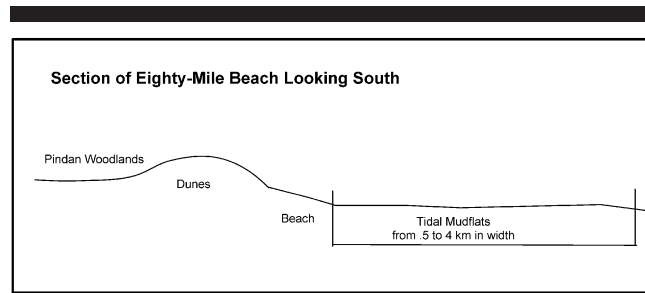 Section of Eighty-Mile Beach Looking South
Pindan Woodlands
Dunes
Beach
Tidal Mudflats
from .5 to 4 km in width